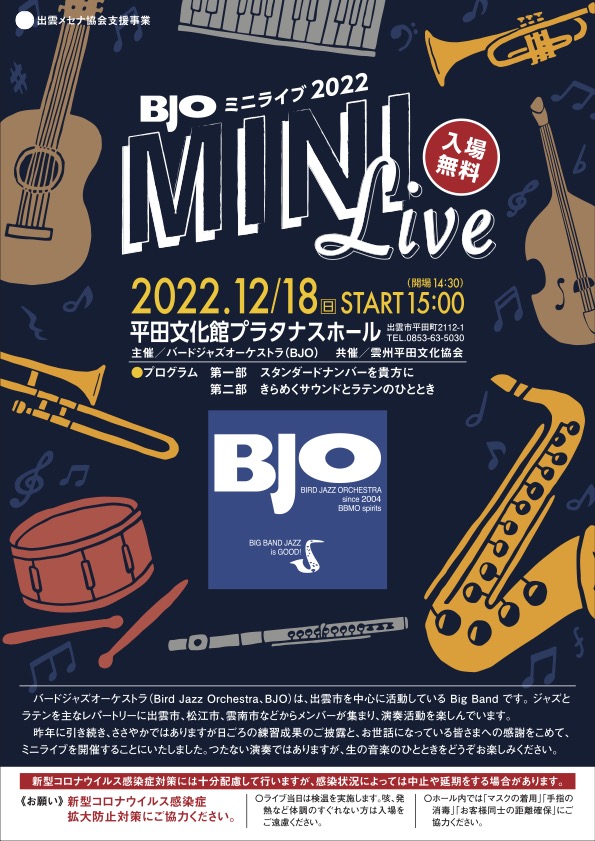 ●出雲メセナ協会支援事業
BJO ミニライブ 2022
MINI
Live
入場
無料
2022.12/18日 START 15:00
(開場14:30)
平田文化館プラタナスホール
出雲市平田町2112-1
TEL.0853-63-5030
主催／バードジャズオーケストラ(BJO) 共催／雲州平田文化協会
●プログラム 第一部 スタンダードナンバーを貴方に
第二部 きらめくサウンドとラテンのひととき
BJO
BIRD JAZZ ORCHESTRA
since 2004
BBMO spirits
BIG BAND JAZZ
is GOOD!
バードジャズオーケストラ(Bird Jazz Orchestra、BJO)は、出雲市を中心に活動している Big Band です。ジャズと
ラテンを主なレパートリーに出雲市、松江市、雲南市などからメンバーが集まり、演奏活動を楽しんでいます。
昨年に引き続き、ささやかではありますが日ごろの練習成果のご披露と、お世話になっている皆さまへの感謝をこめて、
ミニライブを開催することにいたしました。つたない演奏ではありますが、生の音楽のひとときをどうぞお楽しみください。
新型コロナウイルス感染症対策には十分配慮して行いますが、感染状況によっては中止や延期をする場合があります。
《お願い》新型コロナウイルス感染症
拡大防止対策にご協力ください。
○ライブ当日は検温を実施します。咳、発
熱など体調のすぐれない方は入場を
ご遠慮ください。
○ホール内では「マスクの着用」「手指の
消毒」「お客様同士の距離確保」にご
協力ください。